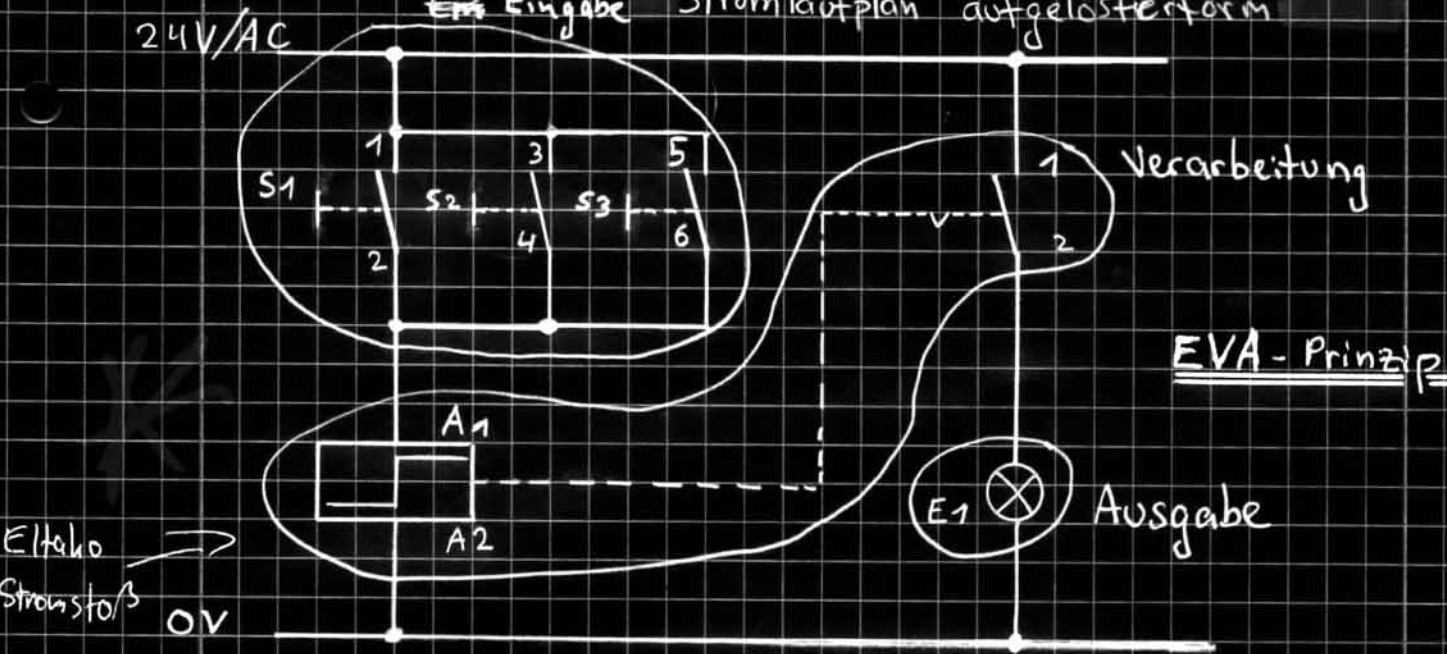 Eingabe Stromlaufplan aufgelösterform
24V/AC
1 3 5 1
Verarbeitung
S1 S2 S3
2 4 6 2
EVA - Prinzip
A1
E1 Ausgabe
A2
Eltako
Stromstoß
0V